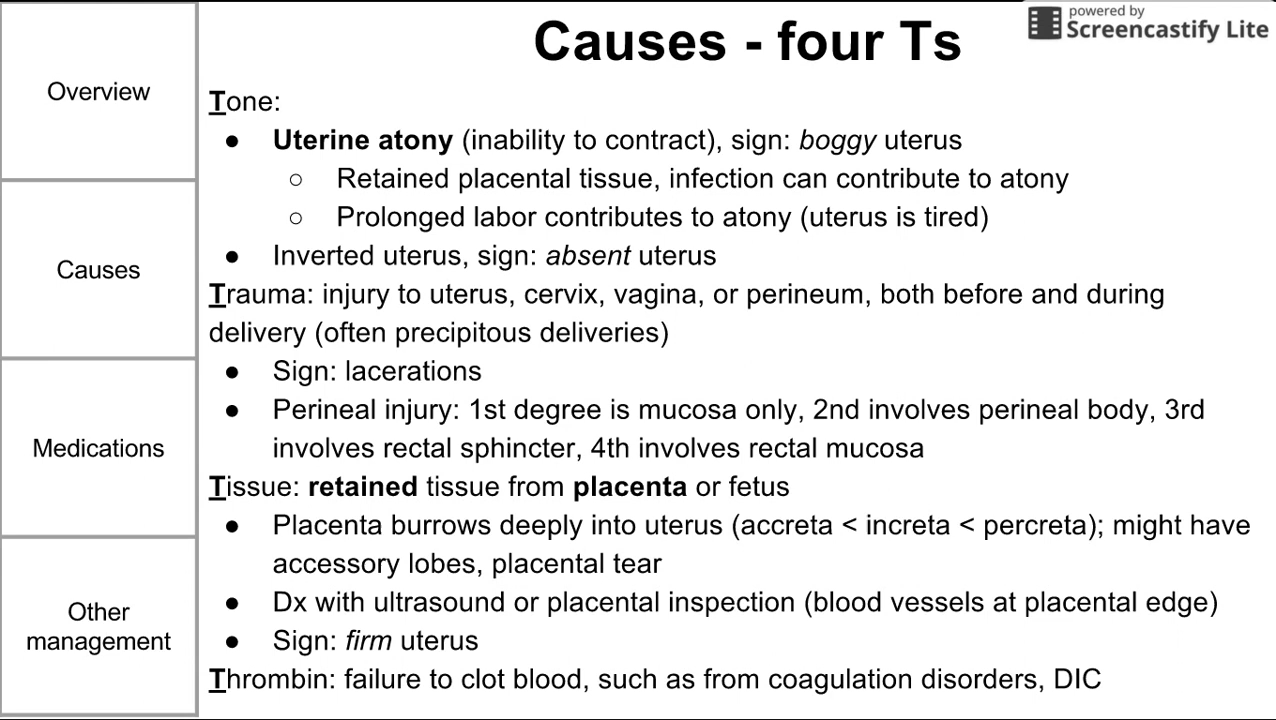 Causes - four Ts
powered by
Screencastify Lite
Overview
Causes
Medications
Other
management
Tone:
● Uterine atony (inability to contract), sign: boggy uterus
○ Retained placental tissue, infection can contribute to atony
○ Prolonged labor contributes to atony (uterus is tired)
● Inverted uterus, sign: absent uterus
Trauma: injury to uterus, cervix, vagina, or perineum, both before and during
delivery (often precipitous deliveries)
● Sign: lacerations
● Perineal injury: 1st degree is mucosa only, 2nd involves perineal body, 3rd
involves rectal sphincter, 4th involves rectal mucosa
Tissue: retained tissue from placenta or fetus
● Placenta burrows deeply into uterus (accreta < increta < percreta); might have
accessory lobes, placental tear
● Dx with ultrasound or placental inspection (blood vessels at placental edge)
● Sign: firm uterus
Thrombin: failure to clot blood, such as from coagulation disorders, DIC